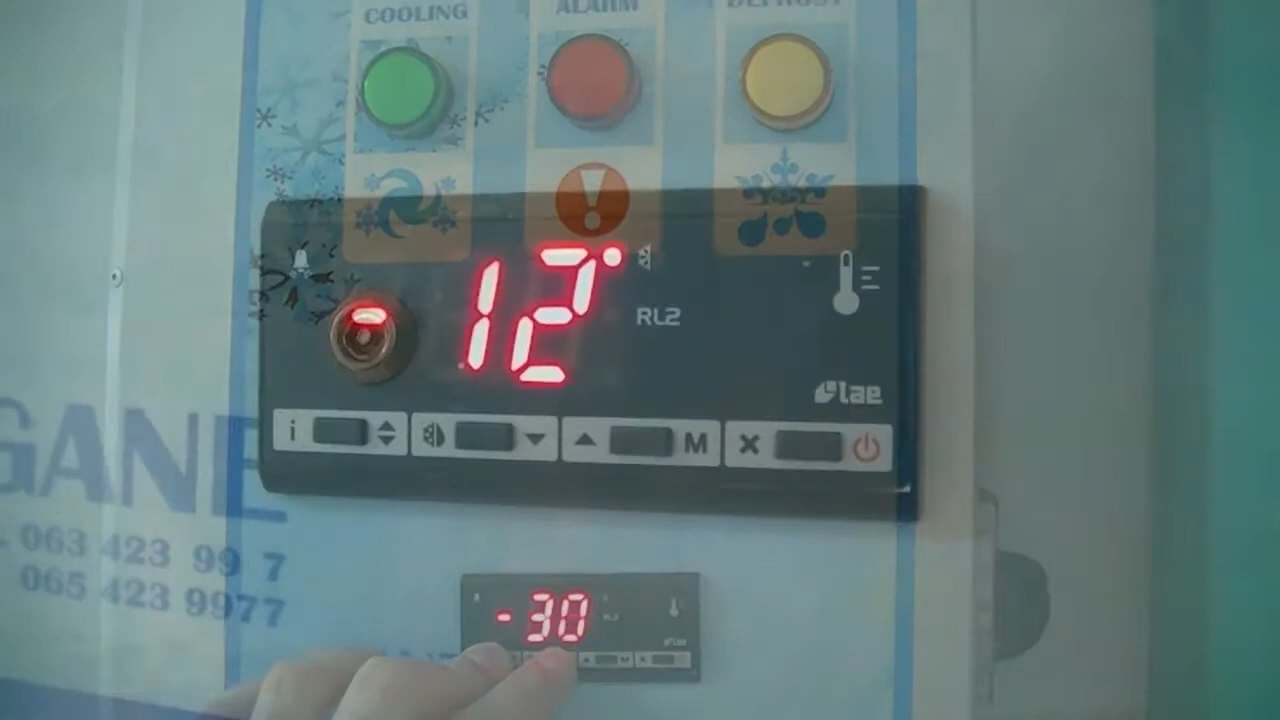 COOLING
ALARM
DEFROST
12°
RL2
lae
i
M
GANE
063 423 99 7
065 423 9977
-30